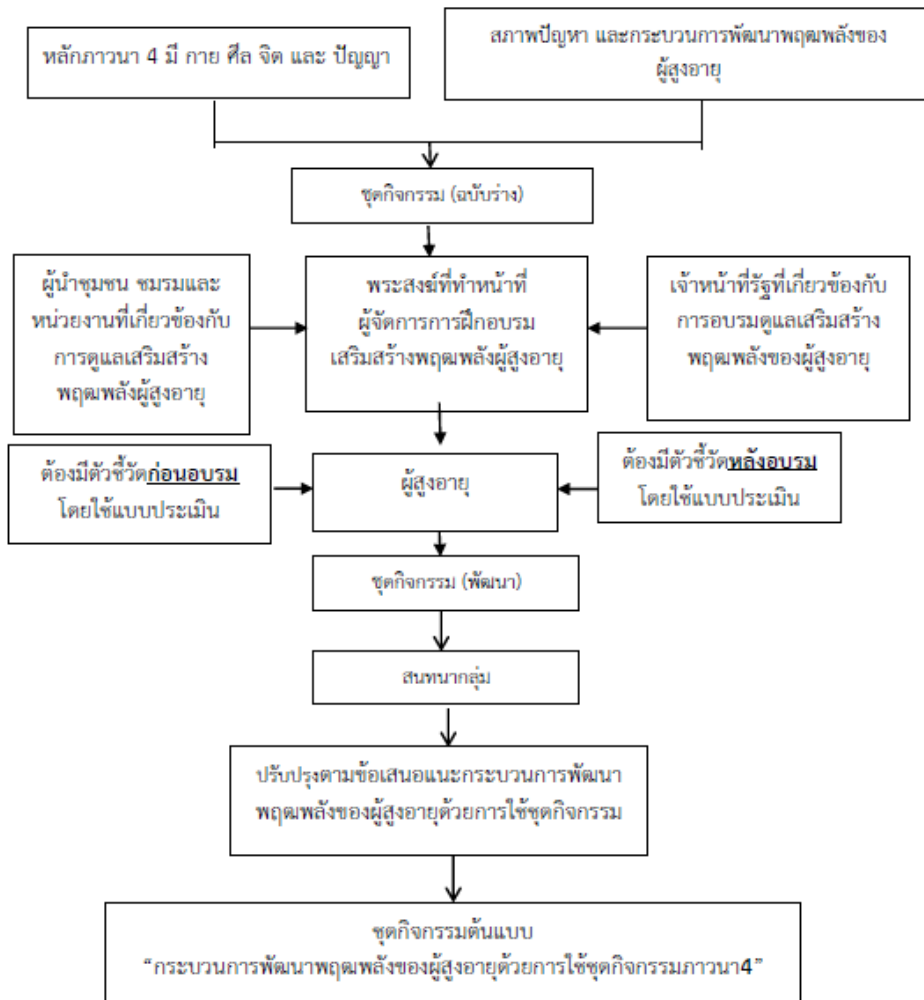 หลักภาวนา 4 มี กาย ศีล จิต และ ปัญญา
สภาพปัญหา และกระบวนการพัฒนาพฤฒพลังของ
ผู้สูงอายุ
ชุดกิจกรรม (ฉบับร่าง)
ผู้นำชุมชน ชมรมและ
หน่วยงานที่เกี่ยวข้องกับ
การดูแลเสริมสร้าง
พฤฒพลังผู้สูงอายุ
พระสงฆ์ที่ทำหน้าที่
ผู้จัดการการฝึกอบรม
เสริมสร้างพฤฒพลังผู้สูงอายุ
เจ้าหน้าที่รัฐที่เกี่ยวข้องกับ
การอบรมดูแลเสริมสร้าง
พฤฒพลังของผู้สูงอายุ
ต้องมีตัวชี้วัดก่อนอบรม
โดยใช้แบบประเมิน
ผู้สูงอายุ
ต้องมีตัวชี้วัดหลังอบรม
โดยใช้แบบประเมิน
ชุดกิจกรรม (พัฒนา)
สนทนากลุ่ม
ปรับปรุงตามข้อเสนอแนะกระบวนการพัฒนา
พฤฒพลังของผู้สูงอายุด้วยการใช้ชุดกิจกรรม
ชุดกิจกรรมต้นแบบ
“กระบวนการพัฒนาพฤฒพลังของผู้สูงอายุด้วยการใช้ชุดกิจกรรมภาวนา4”